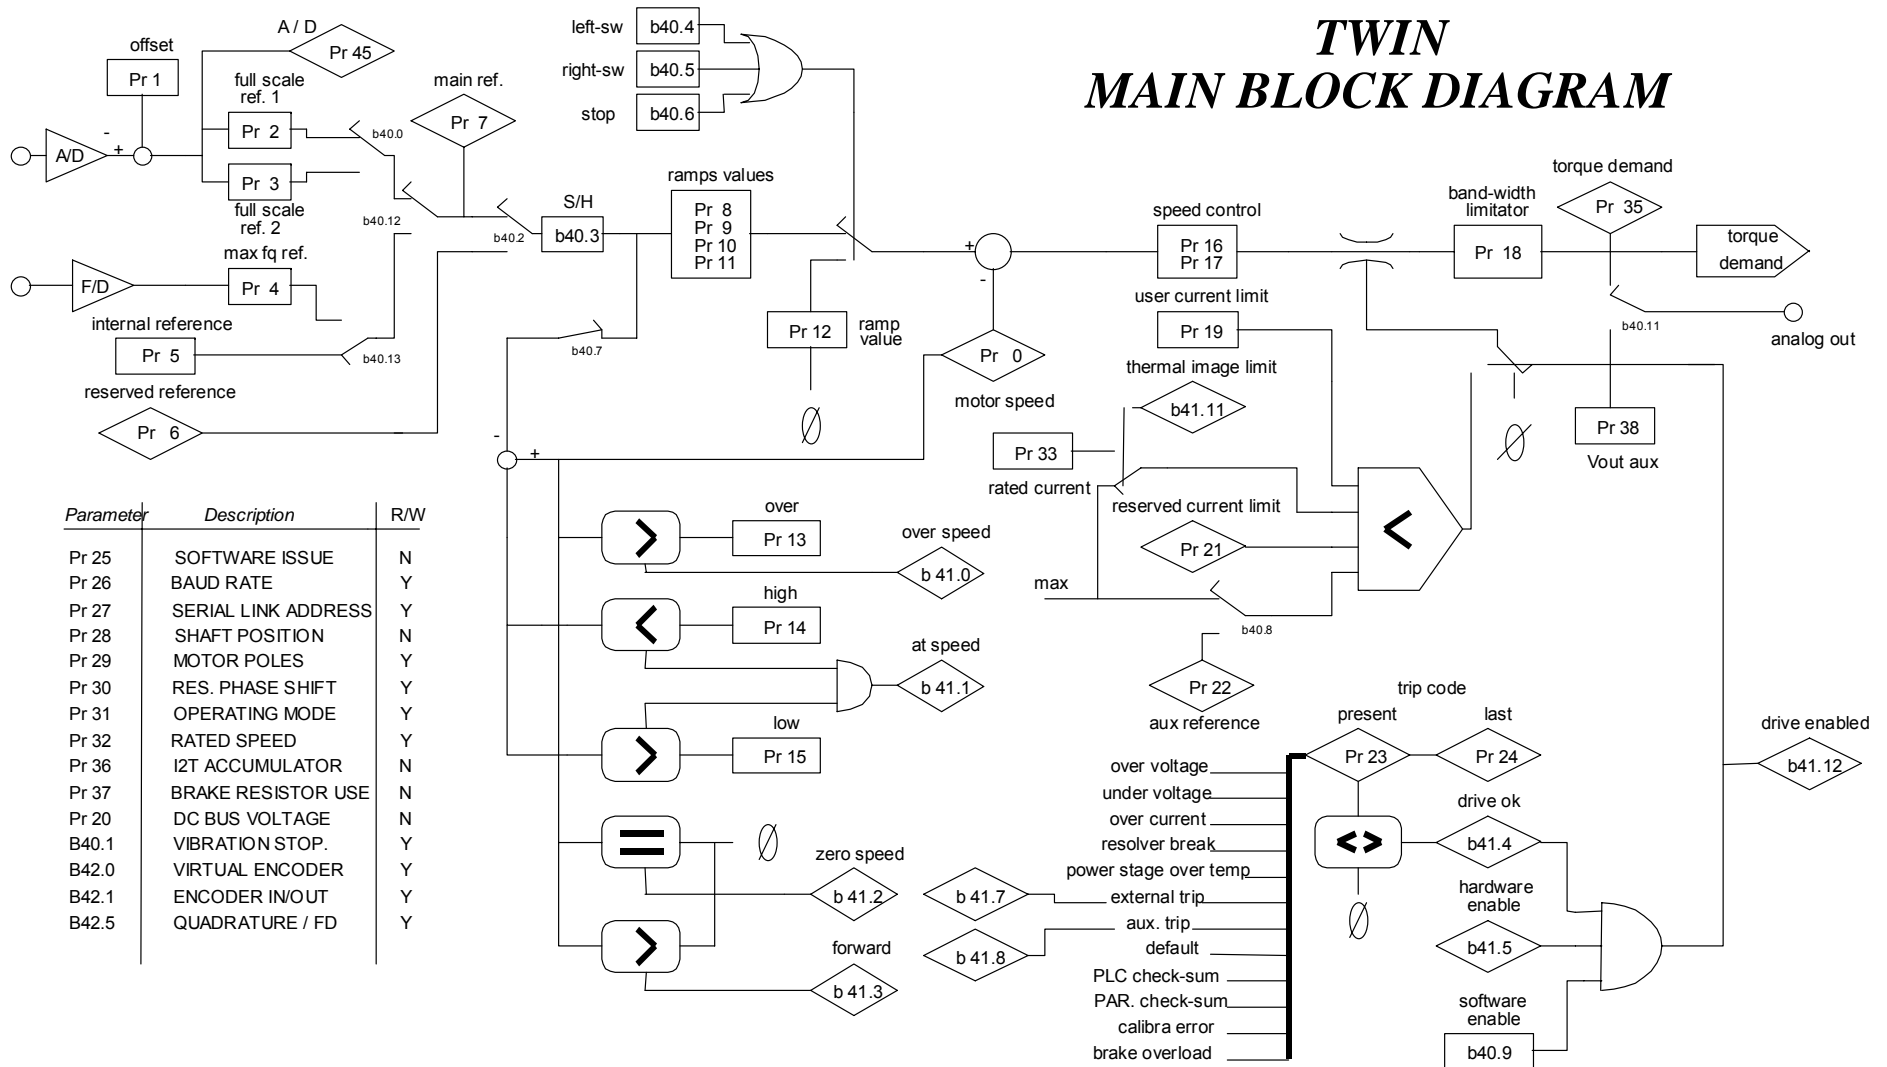 TWIN
MAIN BLOCK DIAGRAM
A / D
Pr 45
offset
Pr 1
full scale
ref. 1
Pr 2
-
+
A/D
Pr 3
full scale
ref. 2
b40.0
main ref.
Pr 7
b40.12
b40.2
max fq ref.
F/D
Pr 4
internal reference
Pr 5
b40.13
reserved reference
Pr 6
left-sw
b40.4
right-sw
b40.5
stop
b40.6
S/H
b40.3
ramps values
Pr 8
Pr 9
Pr 10
Pr 11
b40.7
Pr 12
ramp
value
0
+
-
Pr 0
motor speed
speed control
Pr 16
Pr 17
user current limit
Pr 19
thermal image limit
b41.11
Pr 33
rated current
reserved current limit
Pr 21
max
b40.8
Pr 22
aux reference
<
band-width
limitator
Pr 18
torque demand
Pr 35
torque
demand
b40.11
analog out
0
Pr 38
Vout aux
-
+
over
>
Pr 13
over speed
b 41.0
high
<
Pr 14
at speed
b 41.1
low
>
Pr 15
=
0
zero speed
b 41.2
>
forward
b 41.3
b 41.7
b 41.8
trip code
present
last
Pr 23
Pr 24
over voltage
under voltage
over current
resolver break
power stage over temp
external trip
aux. trip
default
PLC check-sum
PAR. check-sum
calibra error
brake overload
< >
0
drive ok
b41.4
hardware
enable
b41.5
software
enable
b40.9
drive enabled
b41.12
Parameter Description R/W
Pr 25 SOFTWARE ISSUE N
Pr 26 BAUD RATE Y
Pr 27 SERIAL LINK ADDRESS Y
Pr 28 SHAFT POSITION N
Pr 29 MOTOR POLES Y
Pr 30 RES. PHASE SHIFT Y
Pr 31 OPERATING MODE Y
Pr 32 RATED SPEED Y
Pr 36 I2T ACCUMULATOR N
Pr 37 BRAKE RESISTOR USE N
Pr 20 DC BUS VOLTAGE N
B40.1 VIBRATION STOP. Y
B42.0 VIRTUAL ENCODER Y
B42.1 ENCODER IN/OUT Y
B42.5 QUADRATURE / FD Y